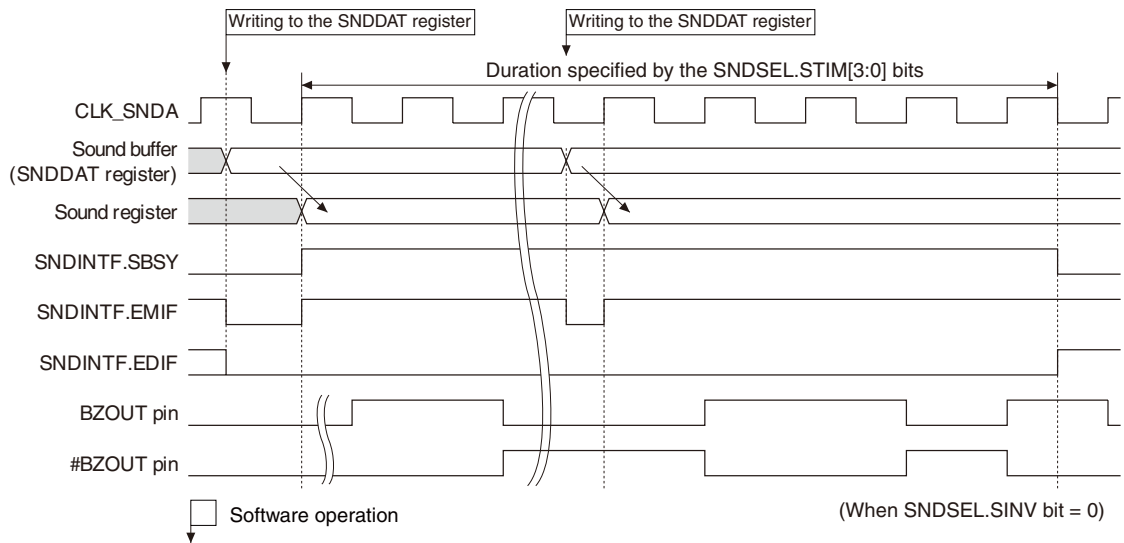 Writing to the SNDDAT register
Writing to the SNDDAT register
Duration specified by the SNDSEL.STIM[3:0] bits
CLK_SNDA
Sound buffer
(SNDDAT register)
Sound register
SNDINTF.SBSY
SNDINTF.EMIF
SNDINTF.EDIF
BZOUT pin
#BZOUT pin
Software operation
(When SNDSEL.SINV bit = 0)